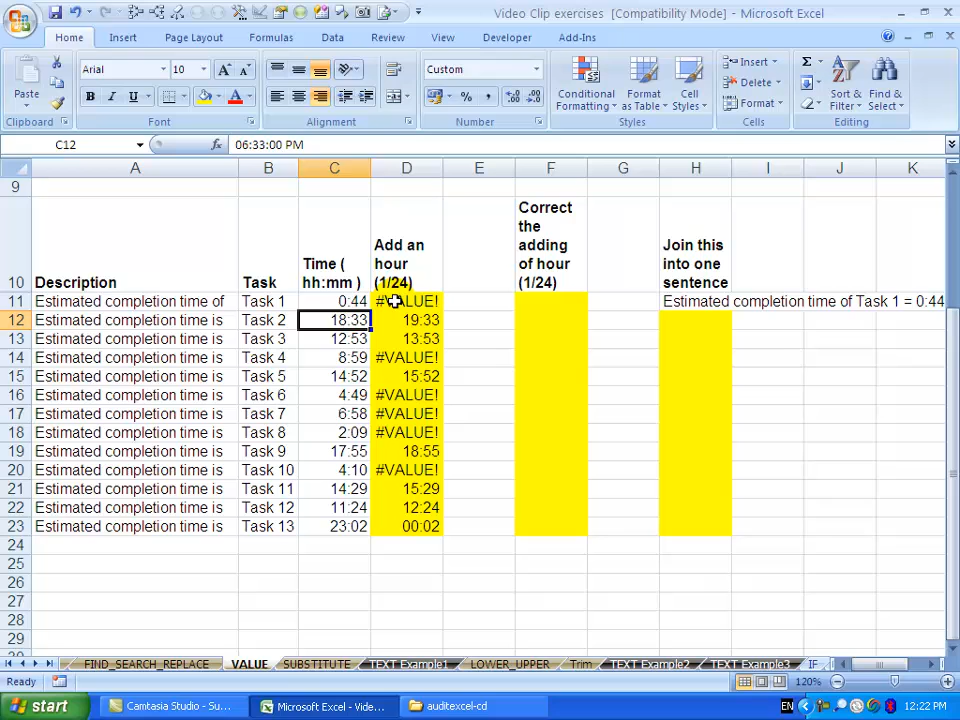 Video Clip exercises [Compatibility Mode] - Microsoft Excel
Home Insert Page Layout Formulas Data Review View Developer Add-Ins
Paste
Arial 10
B I U A
Custom
% ,
Conditional Formatting
Format as Table
Cell Styles
Insert
Delete
Format
Σ
Sort & Filter
Find & Select
Clipboard Font Alignment Number Styles Cells Editing
C12 fx 06:33:00 PM
A B C D E F G H I J K
9
10 Description Task Time ( hh:mm ) Add an hour (1/24) Correct the adding of hour (1/24) Join this into one sentence
11 Estimated completion time of Task 1 0:44 #VALUE! Estimated completion time of Task 1 = 0:44
12 Estimated completion time is Task 2 18:33 19:33
13 Estimated completion time is Task 3 12:53 13:53
14 Estimated completion time is Task 4 8:59 #VALUE!
15 Estimated completion time is Task 5 14:52 15:52
16 Estimated completion time is Task 6 4:49 #VALUE!
17 Estimated completion time is Task 7 6:58 #VALUE!
18 Estimated completion time is Task 8 2:09 #VALUE!
19 Estimated completion time is Task 9 17:55 18:55
20 Estimated completion time is Task 10 4:10 #VALUE!
21 Estimated completion time is Task 11 14:29 15:29
22 Estimated completion time is Task 12 11:24 12:24
23 Estimated completion time is Task 13 23:02 00:02
24
25
26
27
28
29
FIND_SEARCH_REPLACE VALUE SUBSTITUTE TEXT Example1 LOWER_UPPER Trim TEXT Example2 TEXT Example3 IF
Ready 120%
start Camtasia Studio - Su... Microsoft Excel - Vide... auditexcel-cd EN 12:22 PM